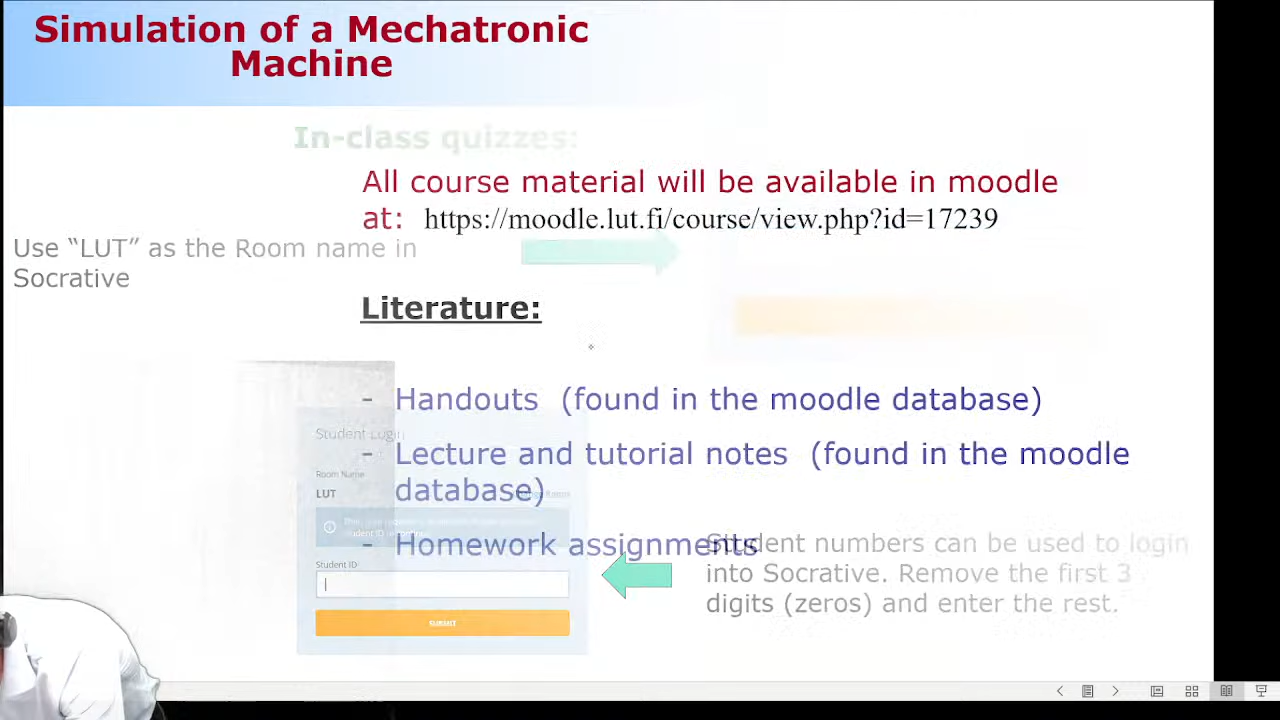 Simulation of a Mechatronic
Machine
In-class quizzes:
All course material will be available in moodle
at: https://moodle.lut.fi/course/view.php?id=17239
Use “LUT” as the Room name in
Socrative
Literature:
- Handouts (found in the moodle database)
Student Login
- Lecture and tutorial notes (found in the moodle
database)
Room Name
LUT
- Homework assignments
Student numbers can be used to login
into Socrative. Remove the first 3
digits (zeros) and enter the rest.
Student ID
SUBMIT